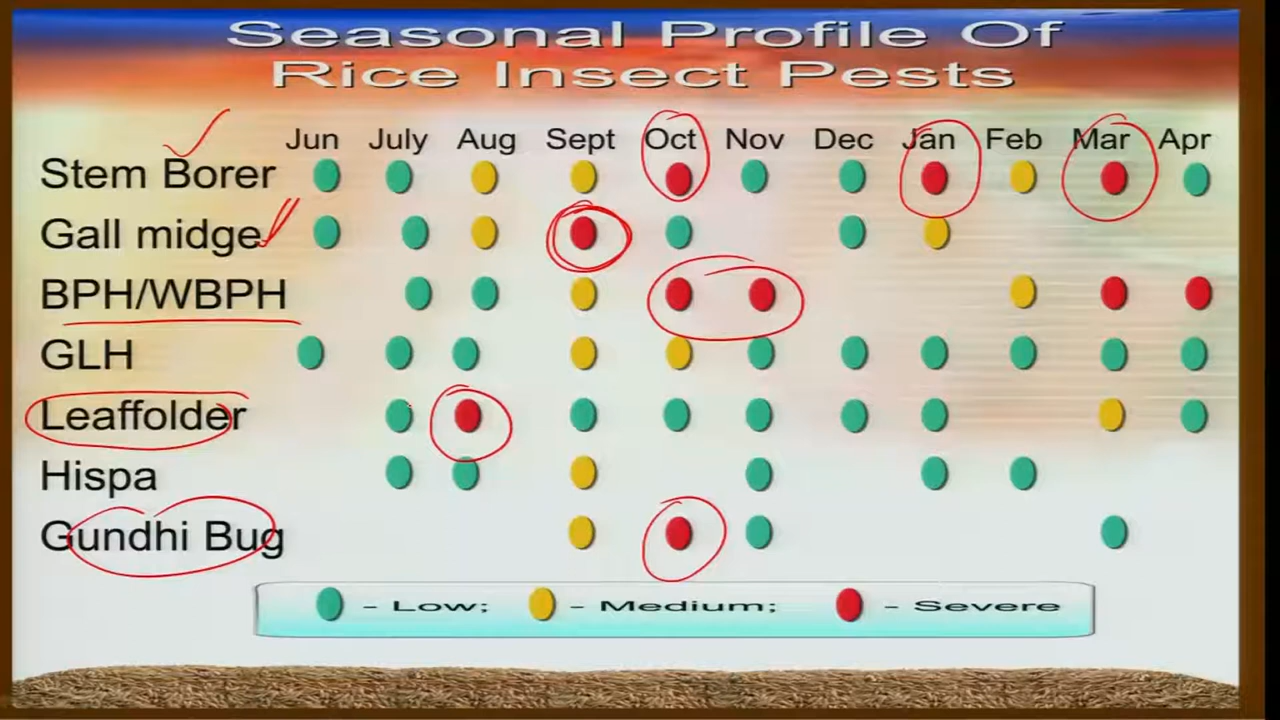 Seasonal Profile Of
Rice Insect Pests
Jun July Aug Sept Oct Nov Dec Jan Feb Mar Apr
Stem Borer
Gall midge
BPH/WBPH
GLH
Leaffolder
Hispa
Gundhi Bug
- Low; - Medium; - Severe